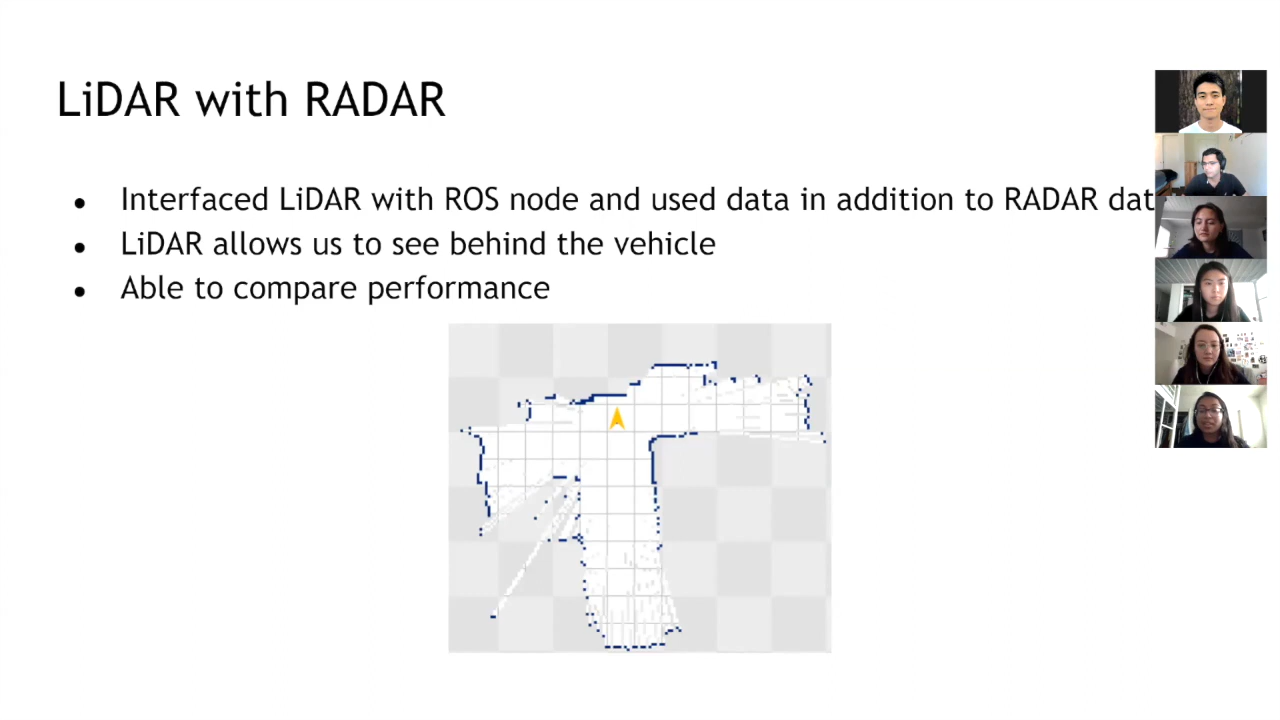 LiDAR with RADAR
Interfaced LiDAR with ROS node and used data in addition to RADAR dat
LiDAR allows us to see behind the vehicle
Able to compare performance